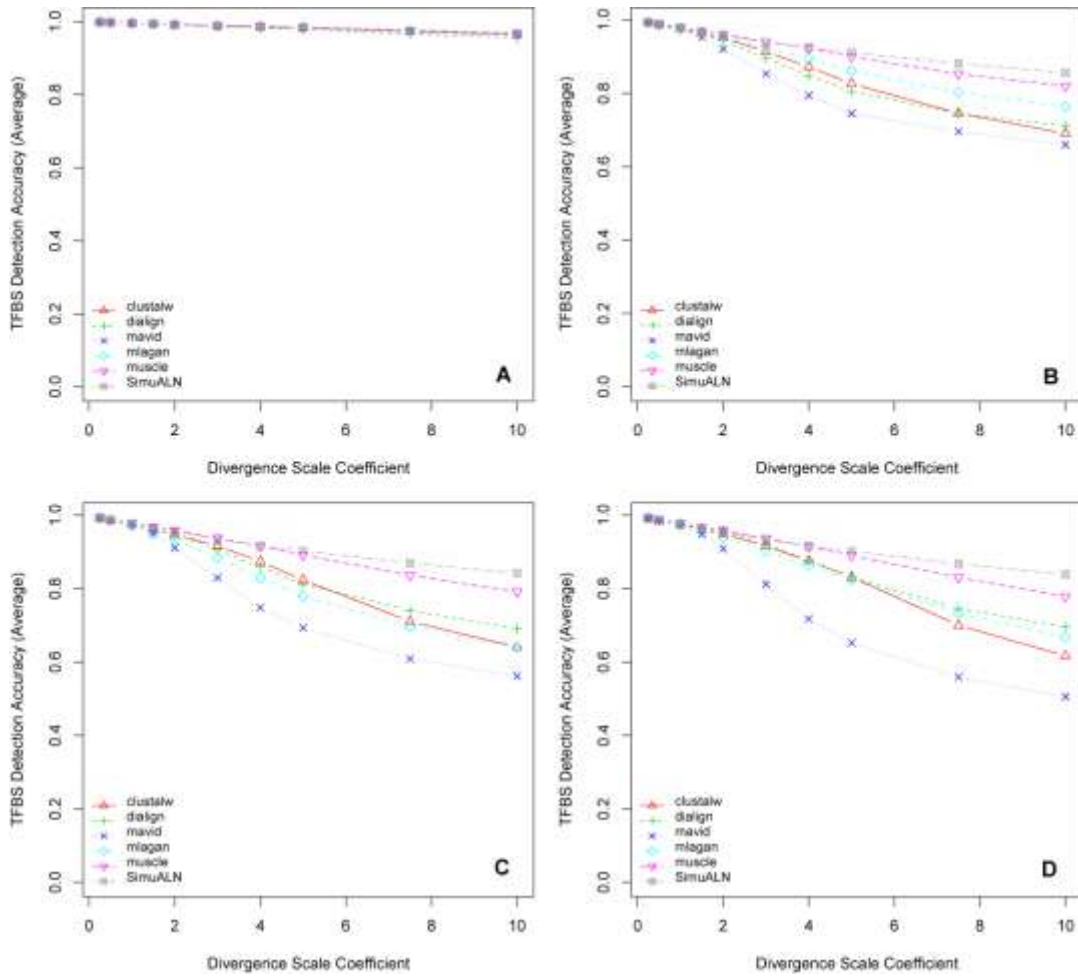 TFBS Detection Accuracy (Average)
1.0
0.8
0.6
0.4
0.2
0.0
clustalw
dialign
mavid
mlagan
muscle
SimuALN
A
0 2 4 6 8 10
Divergence Scale Coefficient
TFBS Detection Accuracy (Average)
1.0
0.8
0.6
0.4
0.2
0.0
clustalw
dialign
mavid
mlagan
muscle
SimuALN
B
0 2 4 6 8 10
Divergence Scale Coefficient
TFBS Detection Accuracy (Average)
1.0
0.8
0.6
0.4
0.2
0.0
clustalw
dialign
mavid
mlagan
muscle
SimuALN
C
0 2 4 6 8 10
Divergence Scale Coefficient
TFBS Detection Accuracy (Average)
1.0
0.8
0.6
0.4
0.2
0.0
clustalw
dialign
mavid
mlagan
muscle
SimuALN
D
0 2 4 6 8 10
Divergence Scale Coefficient